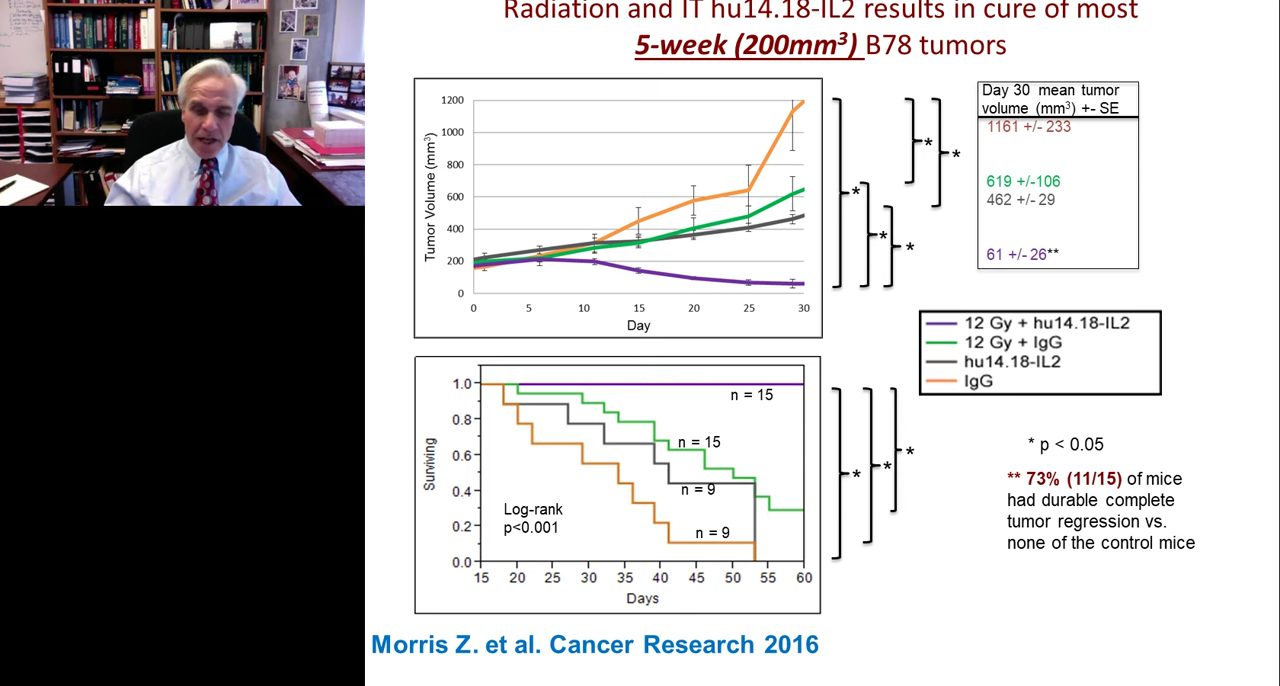 Radiation and IT hu14.18-IL2 results in cure of most
5-week (200mm³) B78 tumors
1200
1000
800
600
400
200
0
Tumor Volume (mm³)
0 5 10 15 20 25 30
Day
* * * * *
Day 30 mean tumor
volume (mm³) +- SE
1161 +/- 233
619 +/-106
462 +/- 29
61 +/- 26**
12 Gy + hu14.18-IL2
12 Gy + IgG
hu14.18-IL2
IgG
1.0
0.8
0.6
0.4
0.2
0.0
Surviving
n = 15
n = 15
n = 9
n = 9
Log-rank
p<0.001
15 20 25 30 35 40 45 50 55 60
Days
* * *
* p < 0.05
** 73% (11/15) of mice
had durable complete
tumor regression vs.
none of the control mice
Morris Z. et al. Cancer Research 2016